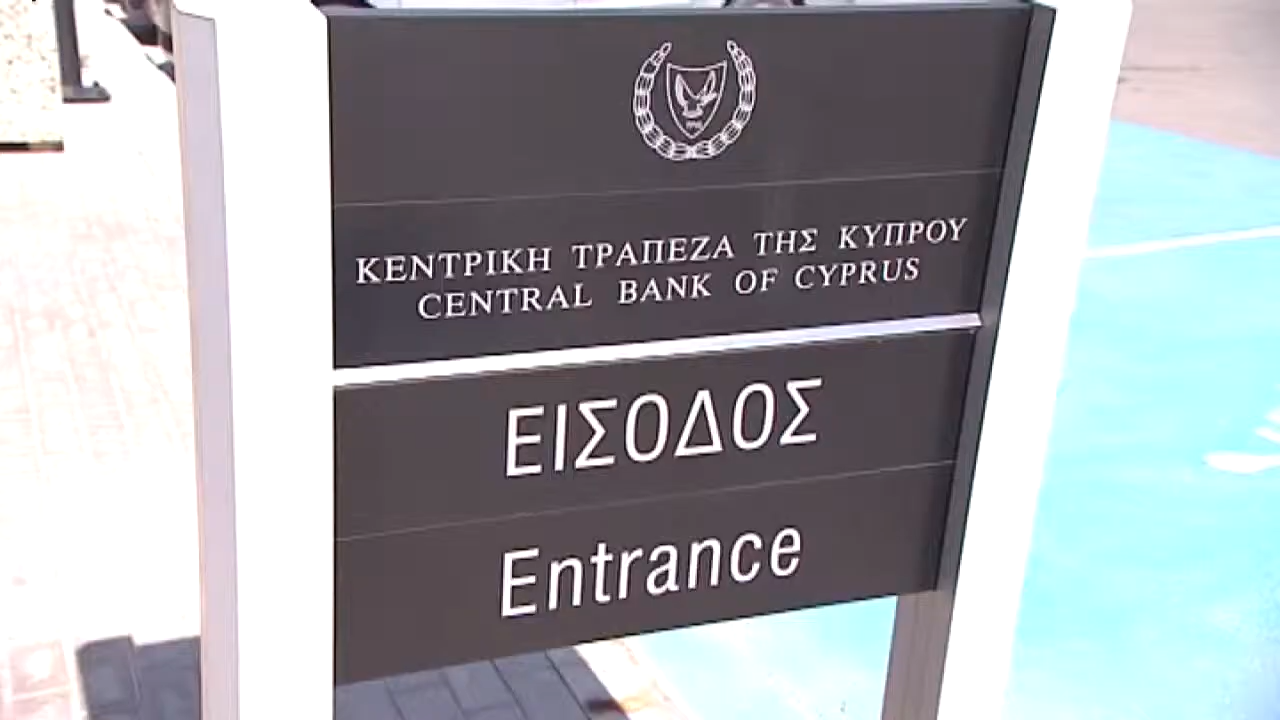 ΚΕΝΤΡΙΚΗ ΤΡΑΠΕΖΑ ΤΗΣ ΚΥΠΡΟΥ
CENTRAL BANK OF CYPRUS
ΕΙΣΟΔΟΣ
Entrance